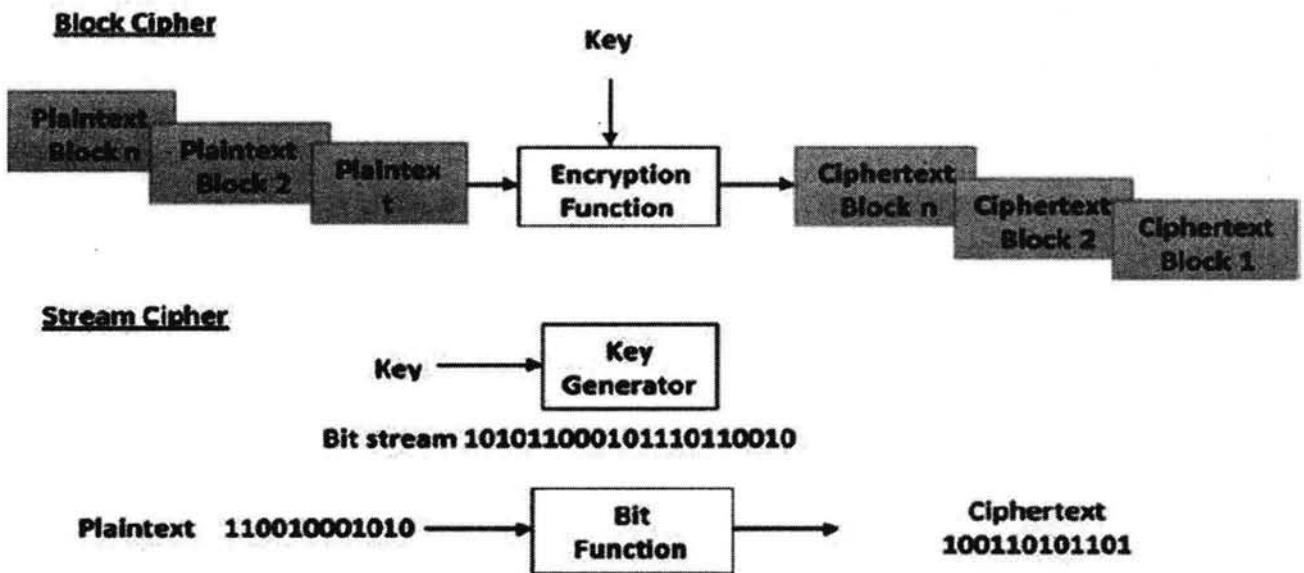 Block Cipher
Key
Plaintext
Block n
Plaintext
Block 2
Plaintex
t
Encryption
Function
Ciphertext
Block n
Ciphertext
Block 2
Ciphertext
Block 1
Stream Cipher
Key
Key
Generator
Bit stream 1010110000101110110010
Plaintext 110010001010
Bit
Function
Ciphertext
100110101101